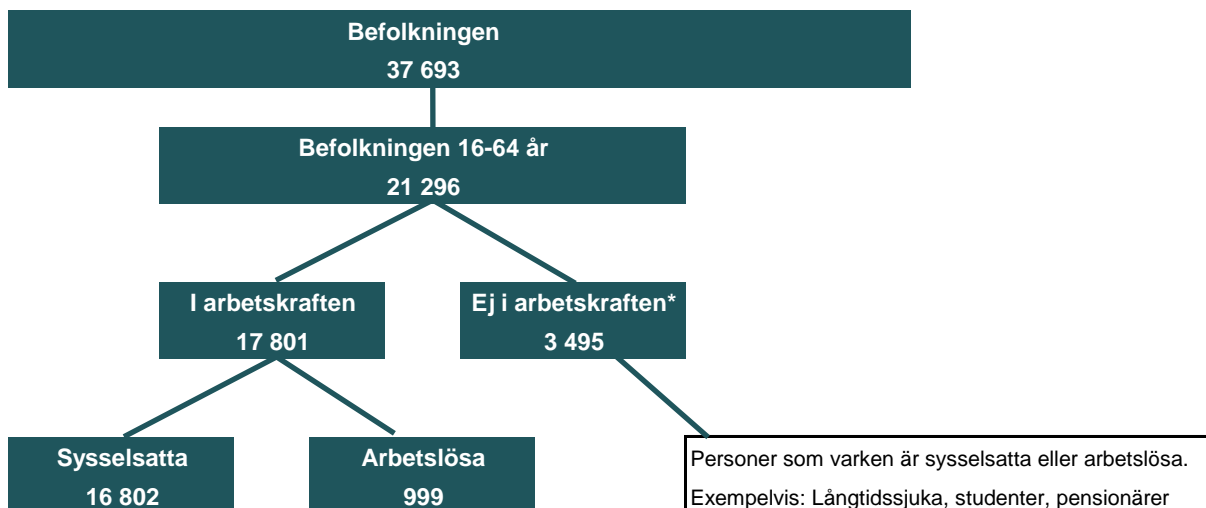 Befolkningen
37 693
Befolkningen 16-64 år
21 296
I arbetskraften
17 801
Ej i arbetskraften*
3 495
Sysselsatta
16 802
Arbetslösa
999
Personer som varken är sysselsatta eller arbetslösa.
Exempelvis: Långtidssjuka, studenter, pensionärer